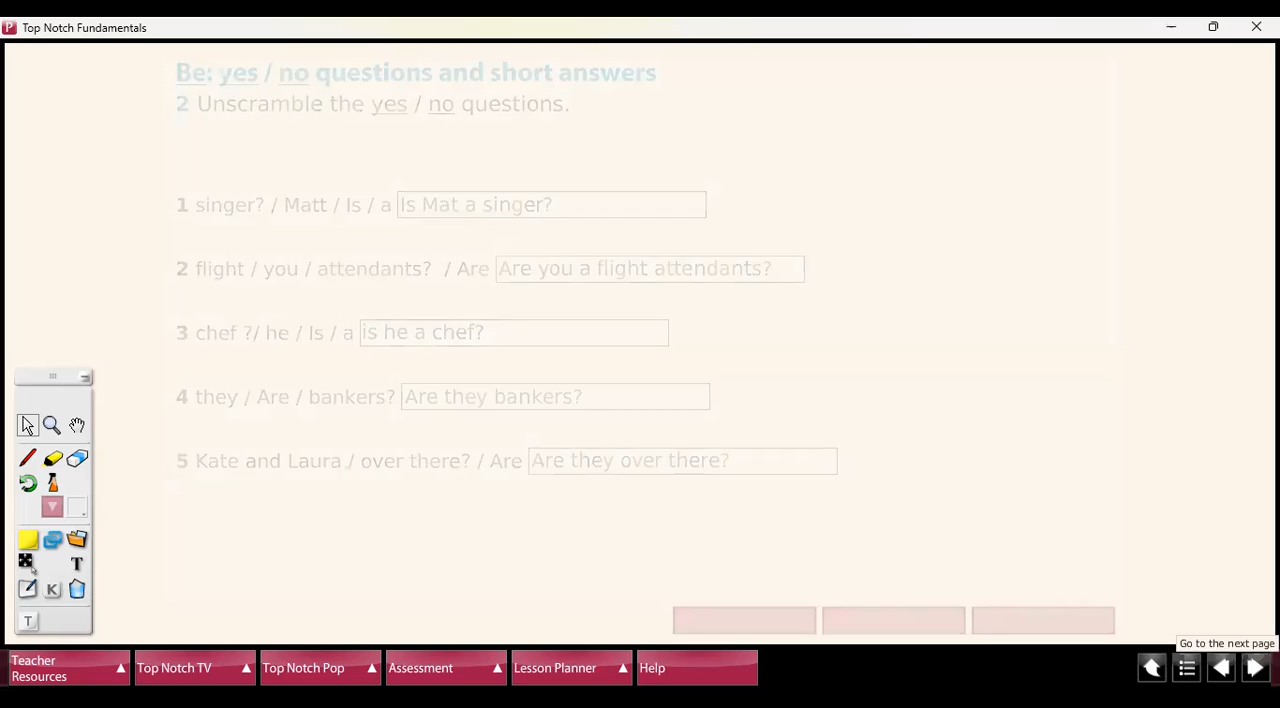 Top Notch Fundamentals
Be: yes / no questions and short answers
2 Unscramble the yes / no questions.
1 singer? / Matt / Is / a Is Mat a singer?
2 flight / you / attendants? / Are Are you a flight attendants?
3 chef ?/ he / Is / a is he a chef?
4 they / Are / bankers? Are they bankers?
5 Kate and Laura / over there? / Are Are they over there?
T
K
T
Go to the next page
Teacher
Resources
Top Notch TV
Top Notch Pop
Assessment
Lesson Planner
Help